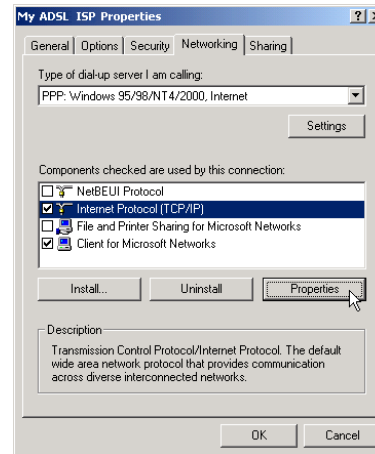 My ADSL ISP Properties
General Options Security Networking Sharing
Type of dial-up server I am calling:
PPP: Windows 95/98/NT4/2000, Internet
Settings
Components checked are used by this connection:
NetBEUI Protocol
Internet Protocol (TCP/IP)
File and Printer Sharing for Microsoft Networks
Client for Microsoft Networks
Install... Uninstall Properties
Description
Transmission Control Protocol/Internet Protocol. The default
wide area network protocol that provides communication
across diverse interconnected networks.
OK Cancel